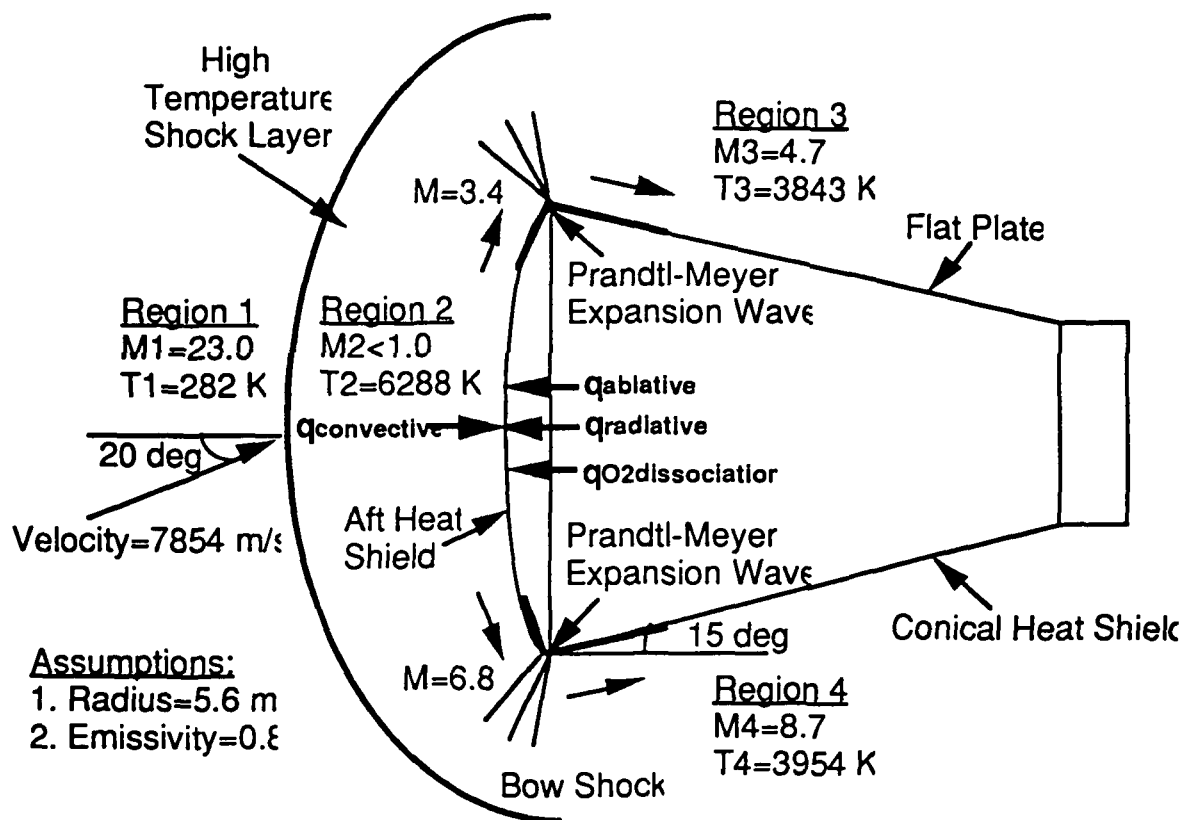 High
Temperature
Shock Layer
Region 3
M3=4.7
T3=3843 K
M=3.4
Flat Plate
Prandtl-Meyer
Expansion Wave
Region 1
M1=23.0
T1=282 K
Region 2
M2<1.0
T2=6288 K
qablative
qconvective
qradiative
qO2dissociation
20 deg
Velocity=7854 m/s
Aft Heat
Shield
Prandtl-Meyer
Expansion Wave
15 deg
Conical Heat Shield
M=6.8
Assumptions:
1. Radius=5.6 m
2. Emissivity=0.8
Region 4
M4=8.7
T4=3954 K
Bow Shock